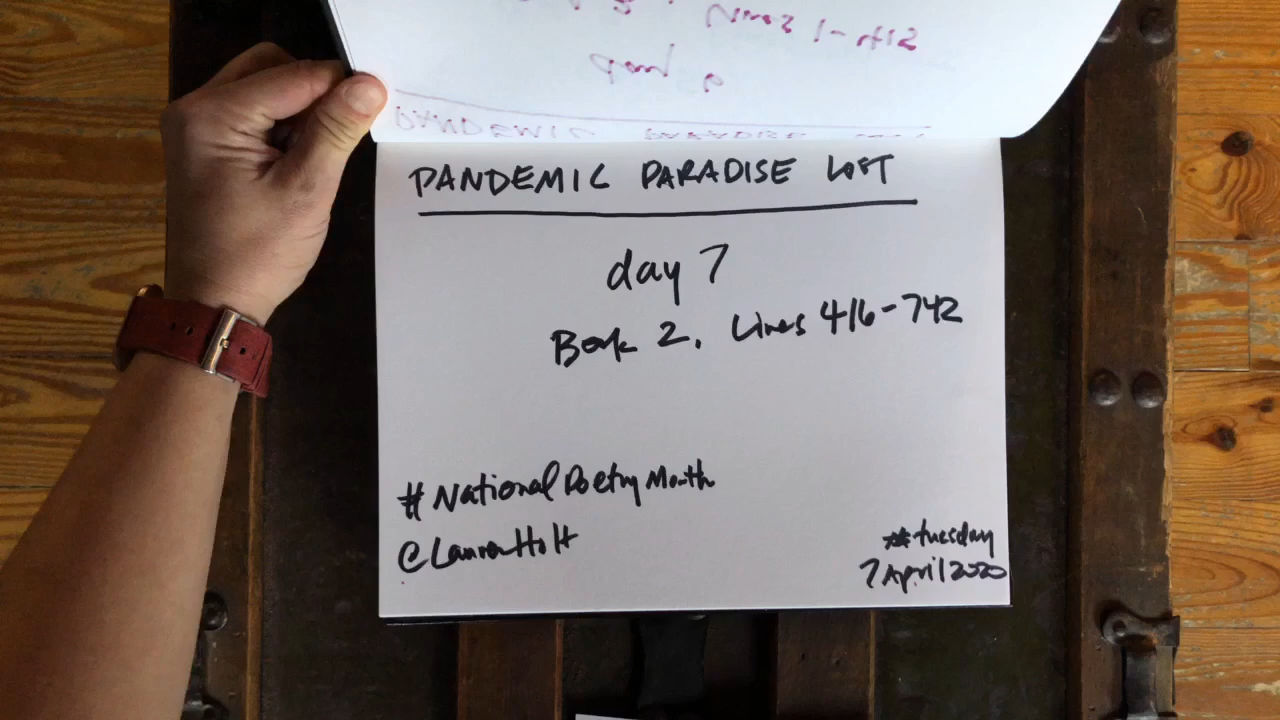 PANDEMIC PARADISE LOST
day 7
Book 2, Lines 416-742
#NationalPoetryMonth
@LauraHolt
#tuesday
7 April 2020